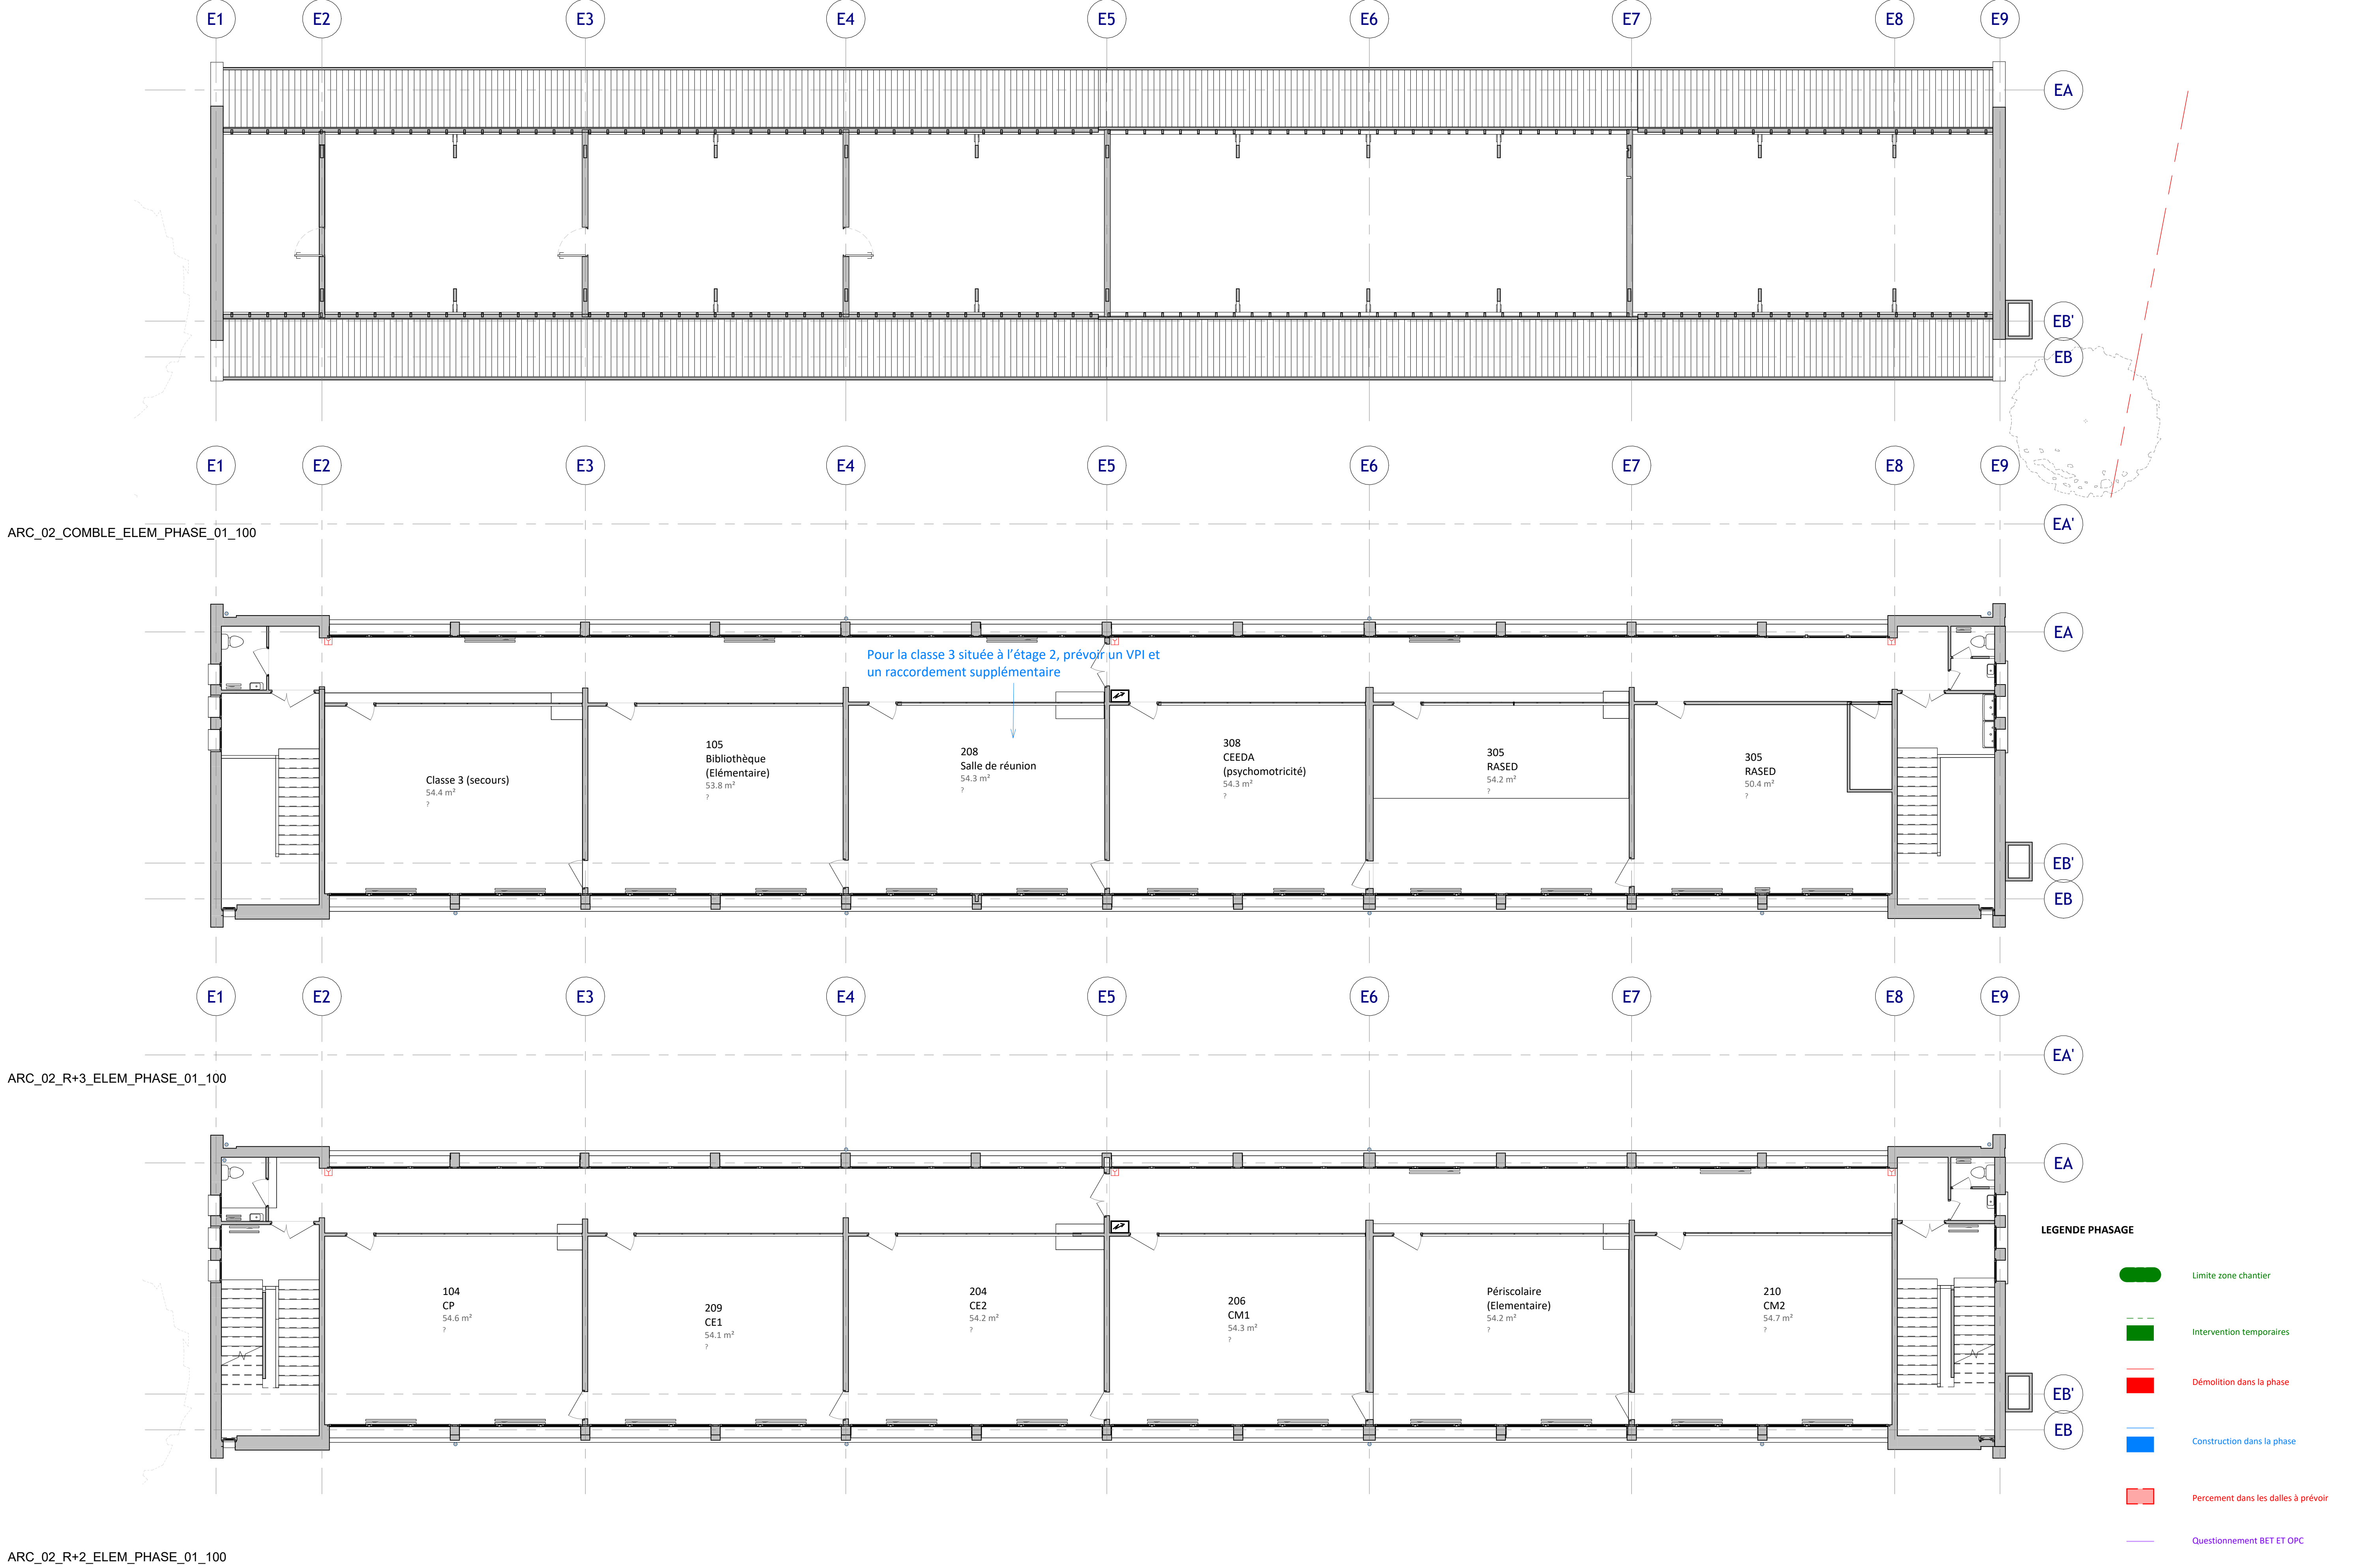 E1 E2 E3 E4 E5 E6 E7 E8 E9
EA
EB'
EB
E1 E2 E3 E4 E5 E6 E7 E8 E9
EA'
ARC_02_COMBLE_ELEM_PHASE_01_100
EA
Pour la classe 3 située à l'étage 2, prévoir un VPI et
un raccordement supplémentaire
Classe 3 (secours)
54.4 m²
?
105
Bibliothèque
(Elémentaire)
53.8 m²
?
208
Salle de réunion
54.3 m²
?
308
CEEDA
(psychomotricité)
54.3 m²
?
305
RASED
54.2 m²
?
305
RASED
50.4 m²
?
EB'
EB
E1 E2 E3 E4 E5 E6 E7 E8 E9
EA'
ARC_02_R+3_ELEM_PHASE_01_100
EA
104
CP
54.6 m²
?
209
CE1
54.1 m²
?
204
CE2
54.2 m²
?
206
CM1
54.3 m²
?
Périscolaire
(Elementaire)
54.2 m²
?
210
CM2
54.7 m²
?
EB'
EB
LEGENDE PHASAGE
Limite zone chantier
Intervention temporaires
Démolition dans la phase
Construction dans la phase
Percement dans les dalles à prévoir
Questionnement BET ET OPC
ARC_02_R+2_ELEM_PHASE_01_100